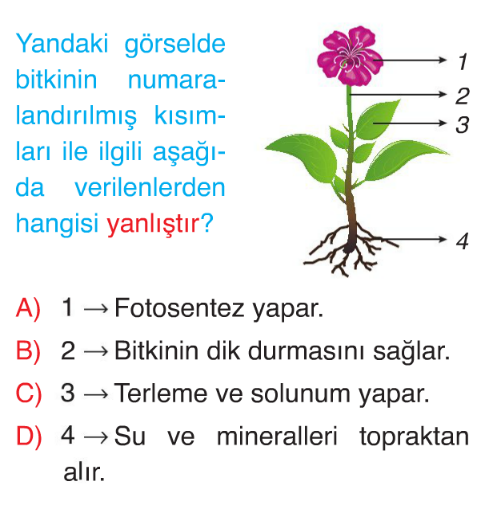 Yandaki görselde
bitkinin numara-
landırılmış kısım-
ları ile ilgili aşağı-
da verilenlerden
hangisi yanlıştır?
1
2
3
4
A) 1 → Fotosentez yapar.
B) 2 → Bitkinin dik durmasını sağlar.
C) 3 → Terleme ve solunum yapar.
D) 4 → Su ve mineralleri topraktan
alır.